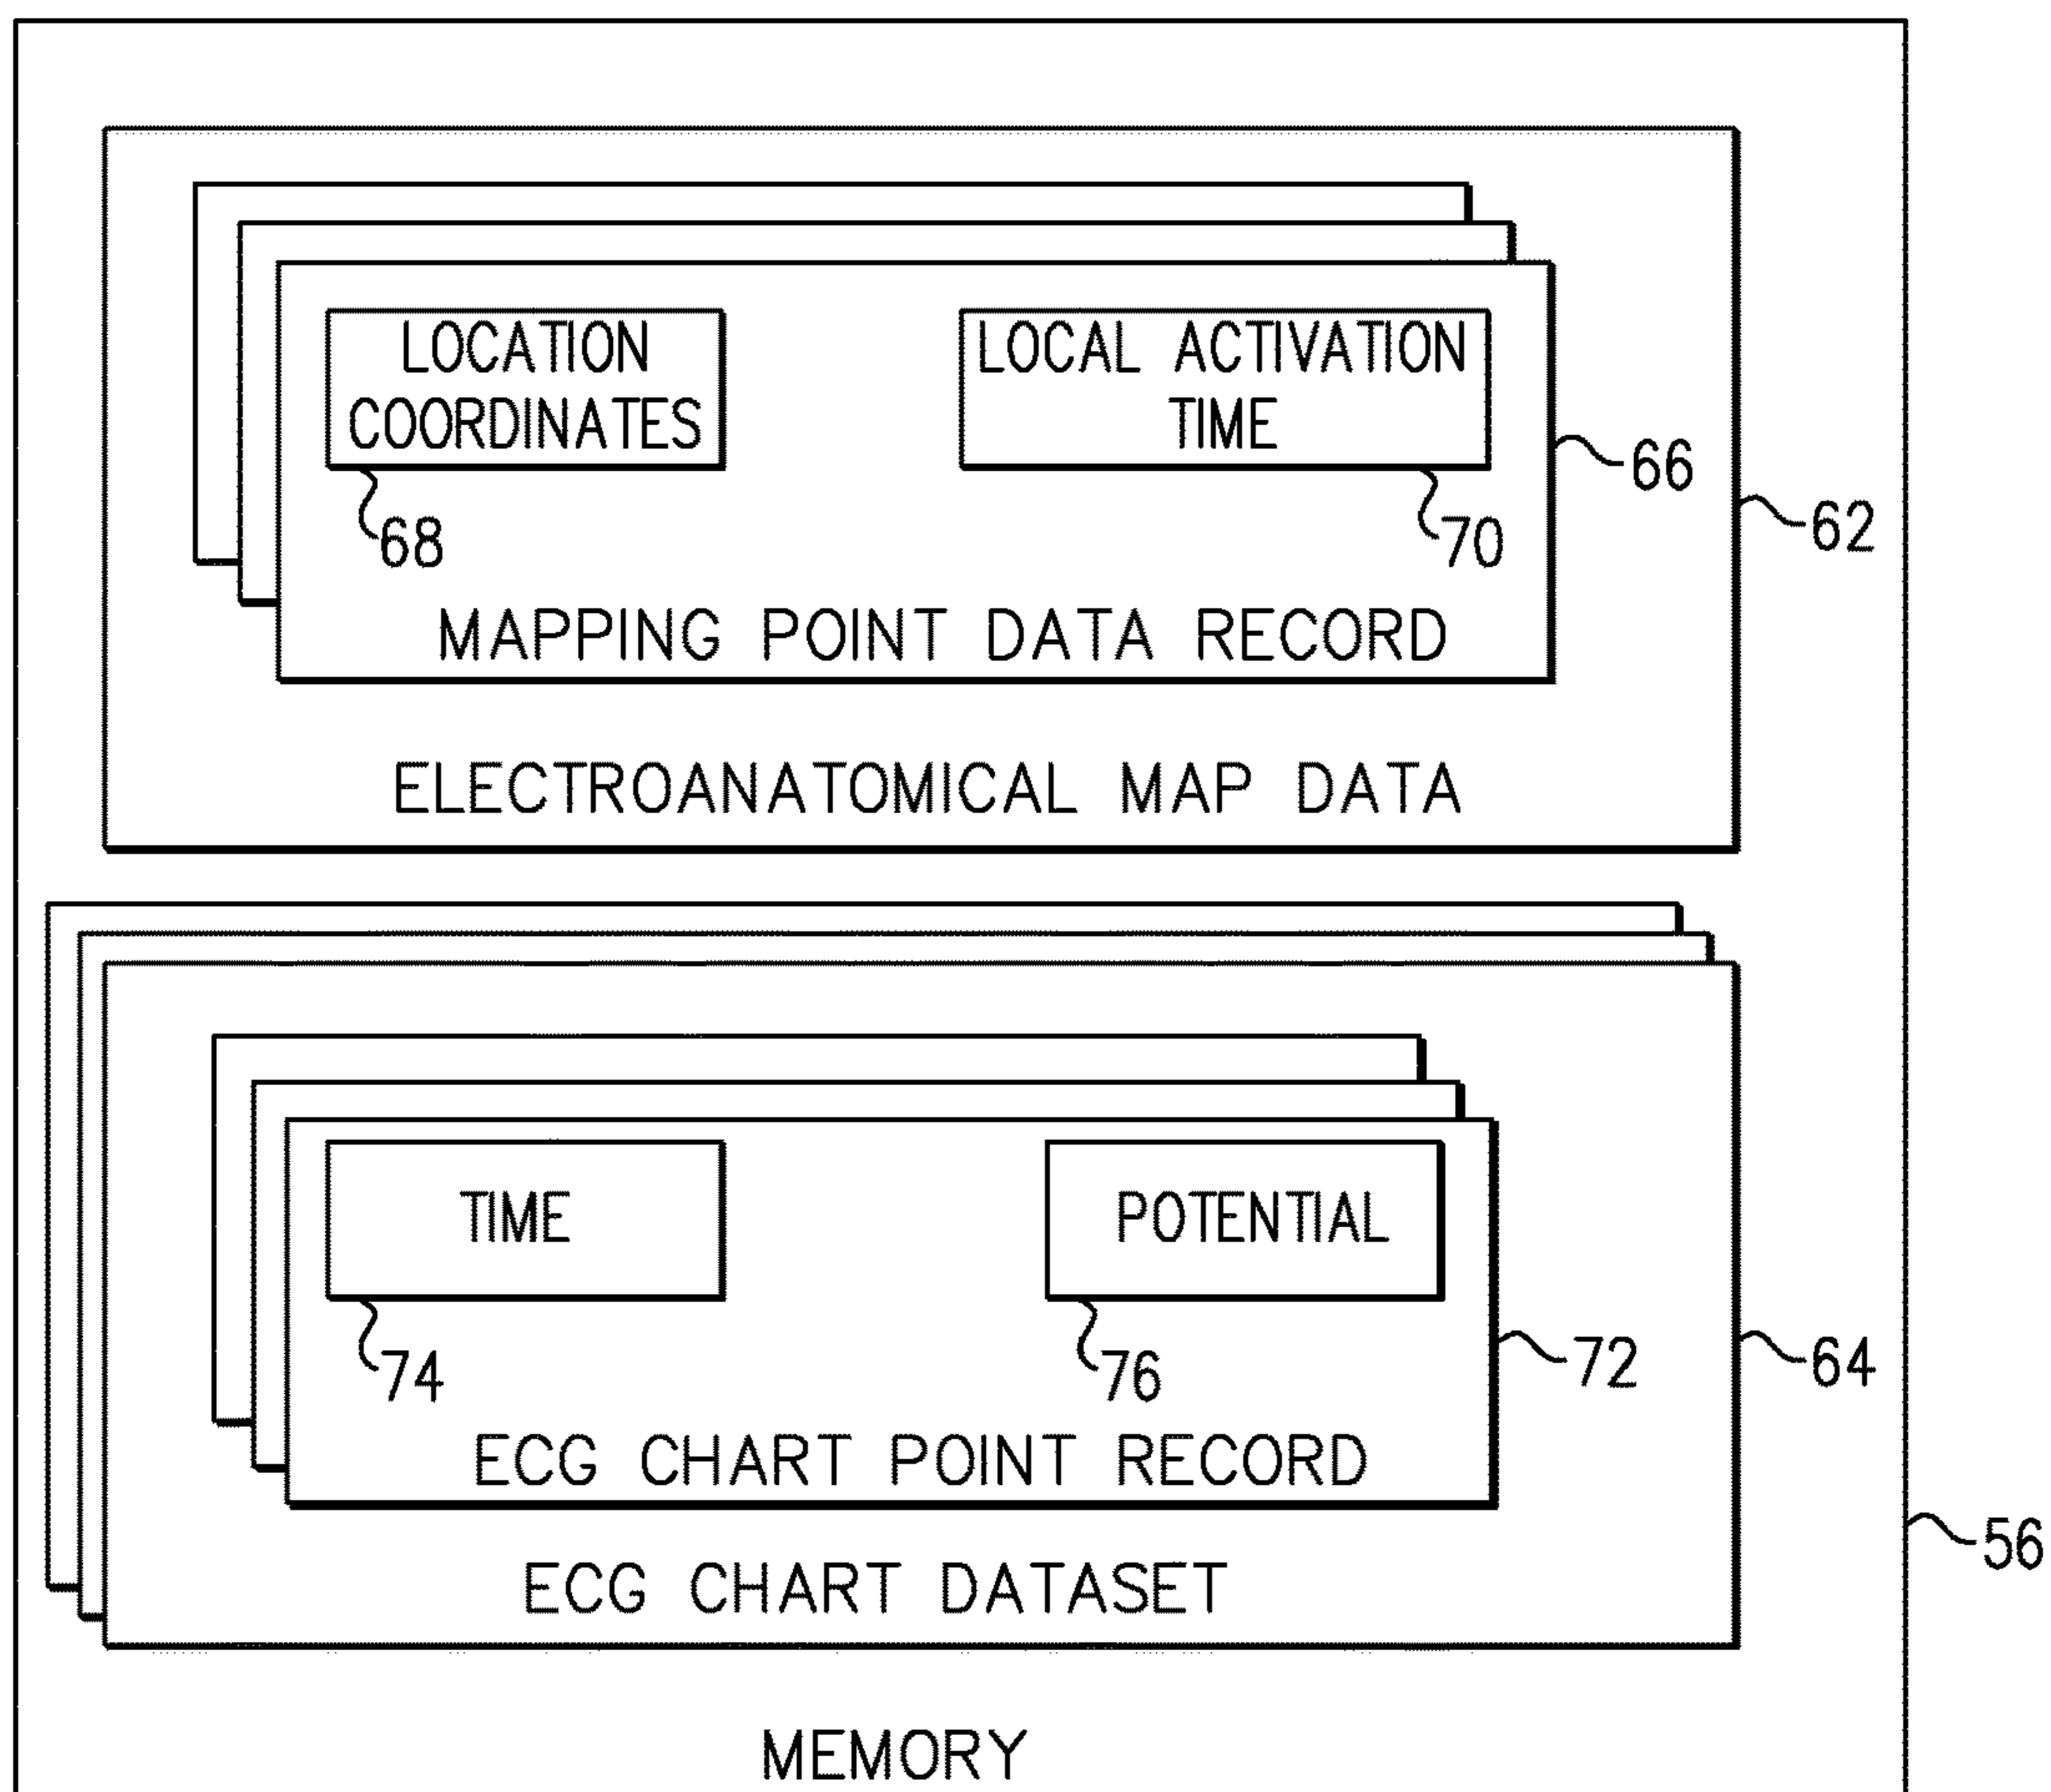 LOCATION
COORDINATES
LOCAL ACTIVATION
TIME
66
62
68
70
MAPPING POINT DATA RECORD
ELECTROANATOMICAL MAP DATA
TIME
POTENTIAL
74
76
72
64
ECG CHART POINT RECORD
56
ECG CHART DATASET
MEMORY